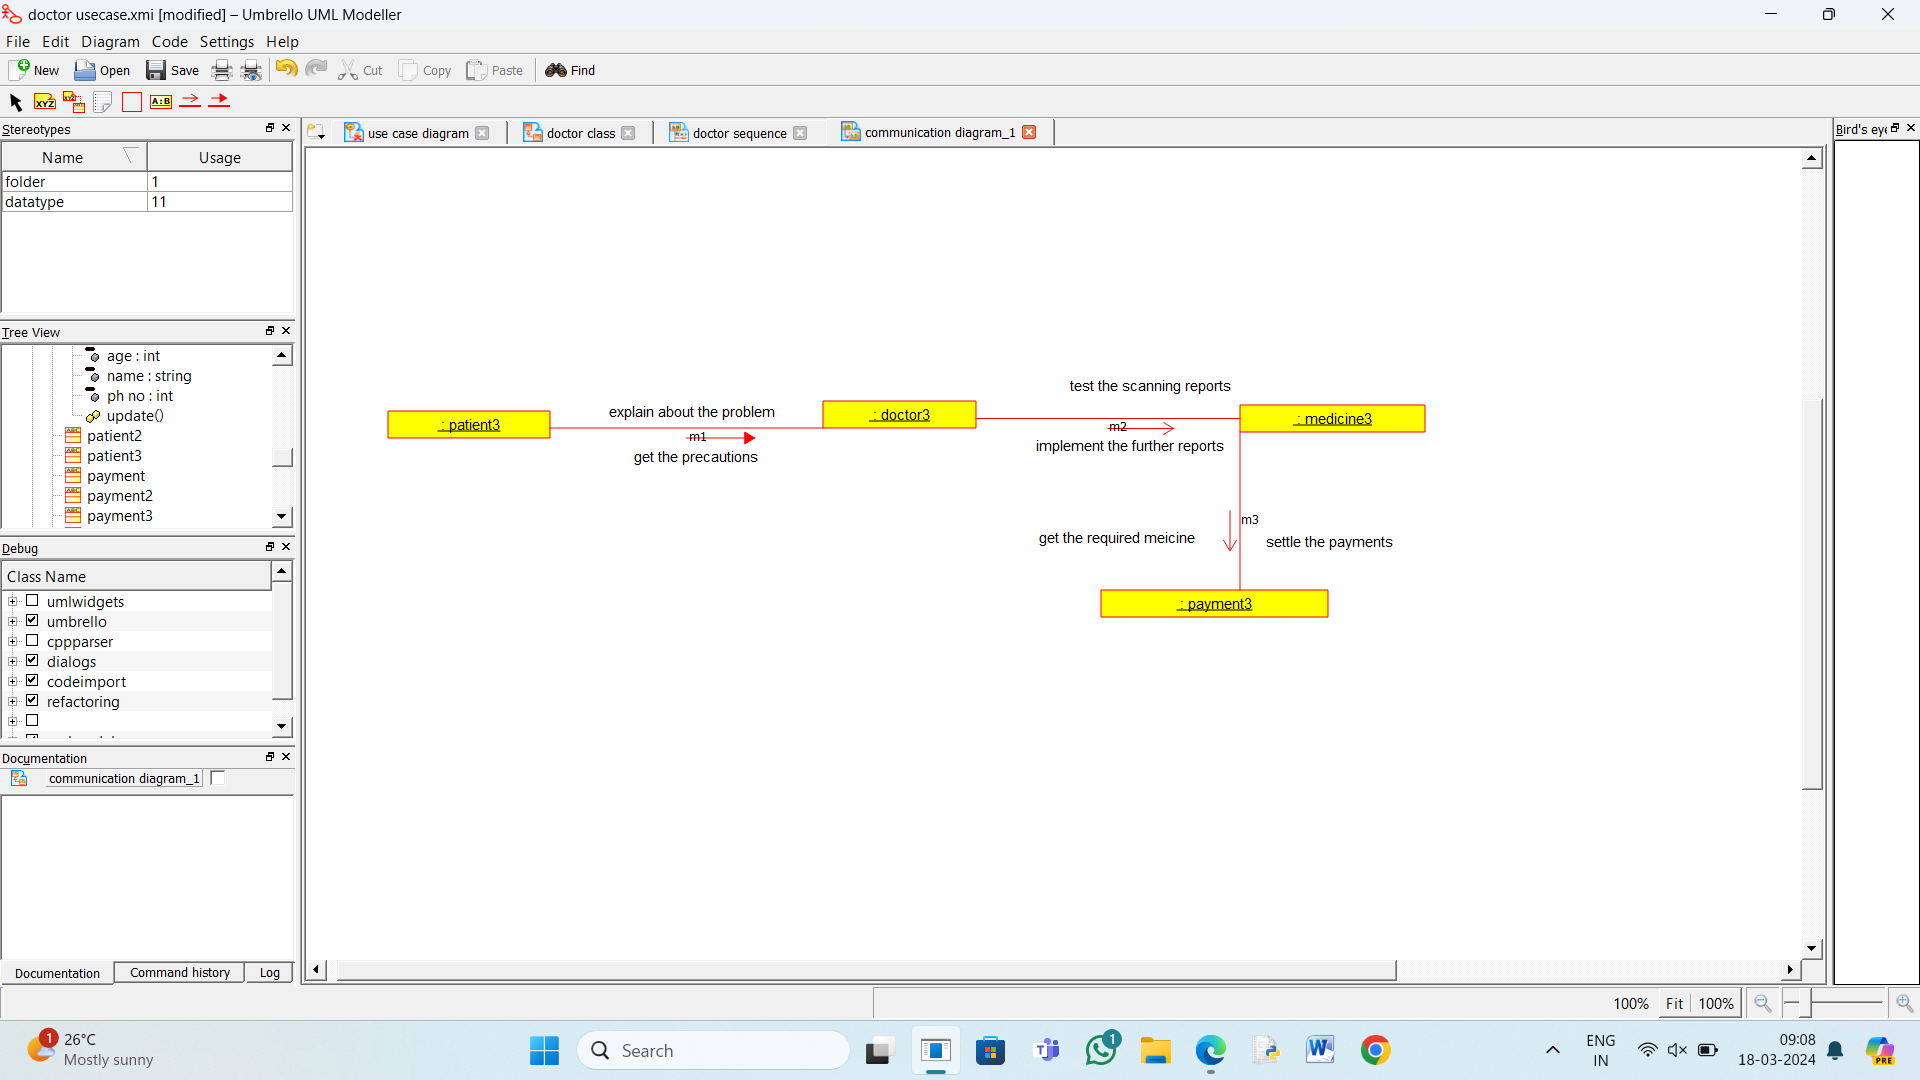 doctor usecase.xmi [modified] – Umbrello UML Modeller
File Edit Diagram Code Settings Help
New Open Save Cut Copy Paste Find
XYZ XYZ A:B
Stereotypes
Name Usage
folder 1
datatype 11
Tree View
age : int
name : string
ph no : int
update()
patient2
patient3
payment
payment2
payment3
Debug
Class Name
umlwidgets
umbrello
cppparser
dialogs
codeimport
refactoring
Documentation
communication diagram_1
Documentation Command history Log
use case diagram doctor class doctor sequence communication diagram_1
Bird's eye
test the scanning reports
explain about the problem
: patient3
: doctor3
: medicine3
m1
m2
get the precautions
implement the further reports
m3
get the required meicine
settle the payments
: payment3
100% Fit 100%
1
26°C
Mostly sunny
Search
1
ENG
IN
09:08
18-03-2024
PRE